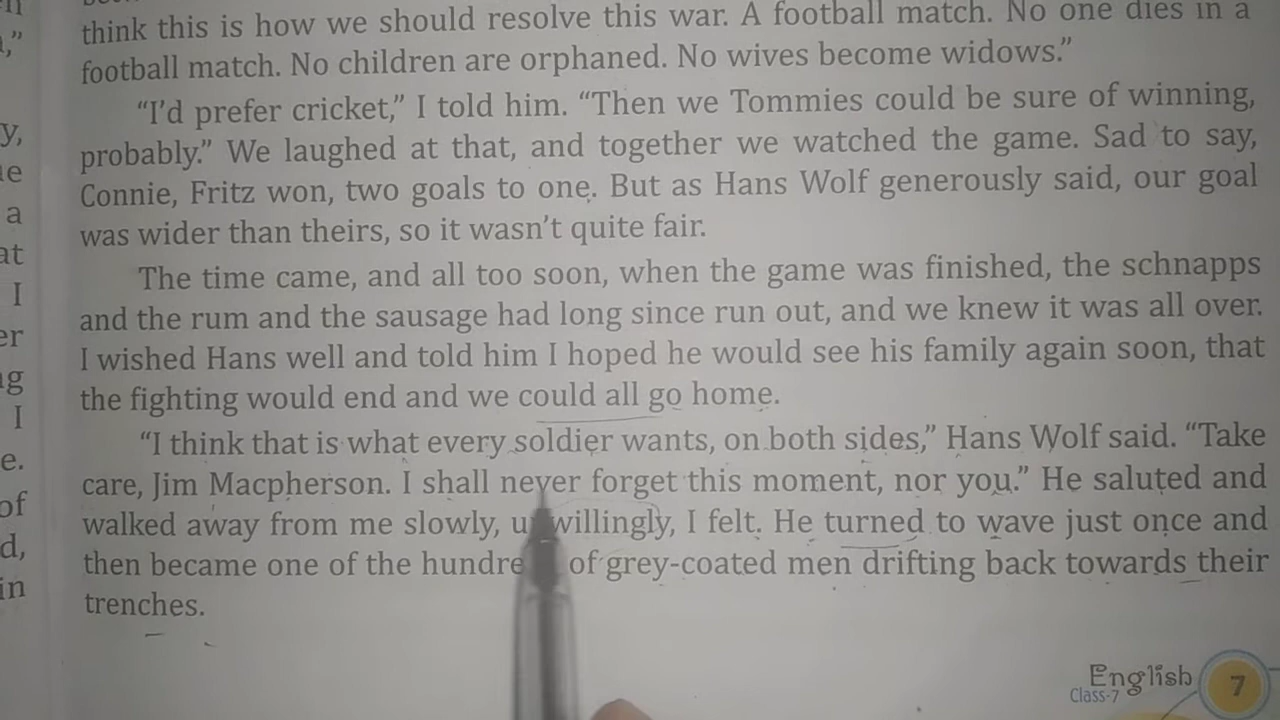 think this is how we should resolve this war. A football match. No one dies in a
football match. No children are orphaned. No wives become widows.”
“I’d prefer cricket,” I told him. “Then we Tommies could be sure of winning,
probably.” We laughed at that, and together we watched the game. Sad to say,
Connie, Fritz won, two goals to one. But as Hans Wolf generously said, our goal
was wider than theirs, so it wasn’t quite fair.
The time came, and all too soon, when the game was finished, the schnapps
and the rum and the sausage had long since run out, and we knew it was all over.
I wished Hans well and told him I hoped he would see his family again soon, that
the fighting would end and we could all go home.
“I think that is what every soldier wants, on both sides,” Hans Wolf said. “Take
care, Jim Macpherson. I shall never forget this moment, nor you.” He saluted and
walked away from me slowly, unwillingly, I felt. He turned to wave just once and
then became one of the hundre of grey-coated men drifting back towards their
trenches.
English
Class-7
7